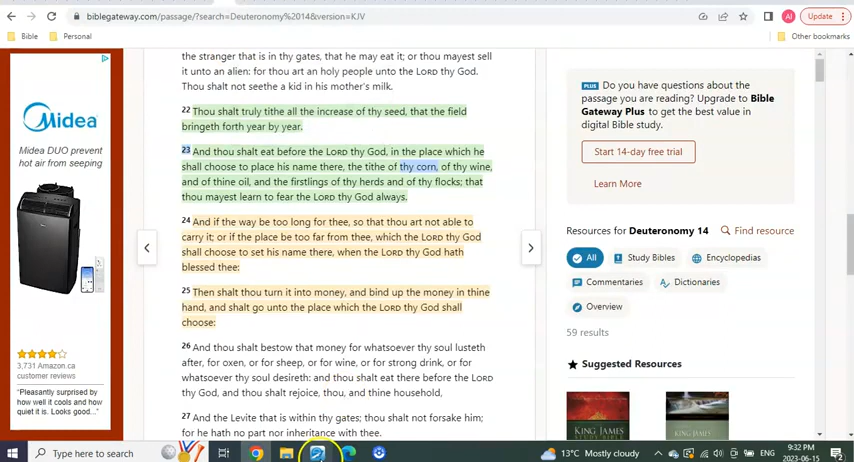 biblegateway.com/passage/?search=Deuteronomy%2014&version=KJV
AI
Update
Bible
Personal
Other bookmarks
Midea
Midea DUO prevent
hot air from seeping
3,731 Amazon.ca
customer reviews
"Pleasantly surprised by
how well it cools and how
quiet it is. Looks good..."
the stranger that is in thy gates, that he may eat it; or thou mayest sell
it unto an alien: for thou art an holy people unto the LORD thy God.
Thou shalt not seethe a kid in his mother's milk.
22 Thou shalt truly tithe all the increase of thy seed, that the field
bringeth forth year by year.
23 And thou shalt eat before the LORD thy God, in the place which he
shall choose to place his name there, the tithe of thy corn, of thy wine,
and of thine oil, and the firstlings of thy herds and of thy flocks; that
thou mayest learn to fear the LORD thy God always.
24 And if the way be too long for thee, so that thou art not able to
carry it; or if the place be too far from thee, which the LORD thy God
shall choose to set his name there, when the LORD thy God hath
blessed thee:
25 Then shalt thou turn it into money, and bind up the money in thine
hand, and shalt go unto the place which the LORD thy God shall
choose:
26 And thou shalt bestow that money for whatsoever thy soul lusteth
after, for oxen, or for sheep, or for wine, or for strong drink, or for
whatsoever thy soul desireth: and thou shalt eat there before the LORD
thy God, and thou shalt rejoice, thou, and thine household,
27 And the Levite that is within thy gates; thou shalt not forsake him;
for he hath no part nor inheritance with thee.
PLUS Do you have questions about the
passage you are reading? Upgrade to Bible
Gateway Plus to get the best value in
digital Bible study.
Start 14-day free trial
Learn More
Resources for Deuteronomy 14
Find resource
All
Study Bibles
Encyclopedias
Commentaries
Dictionaries
Overview
59 results
Suggested Resources
KING JAMES
STUDY BIBLE
KING JAMES
Type here to search
13°C Mostly cloudy
ENG
9:32 PM
2023-06-15
2